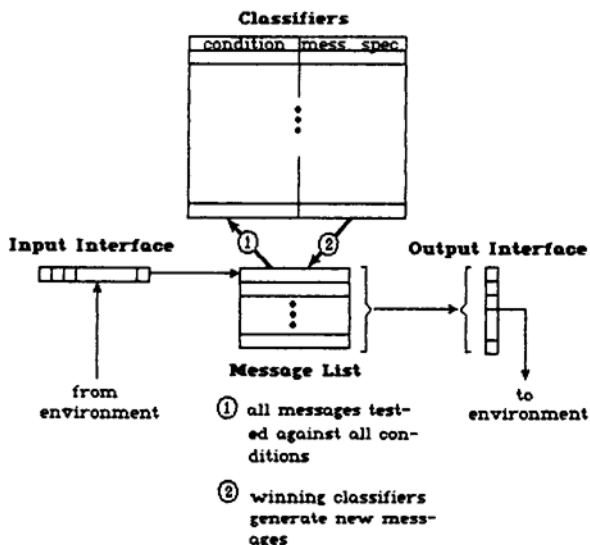 Classifiers
condition mess spec
① ②
Input Interface
Output Interface
Message List
from
environment
to
environment
① all messages test-
ed against all con-
ditions
② winning classifiers
generate new mess-
ages